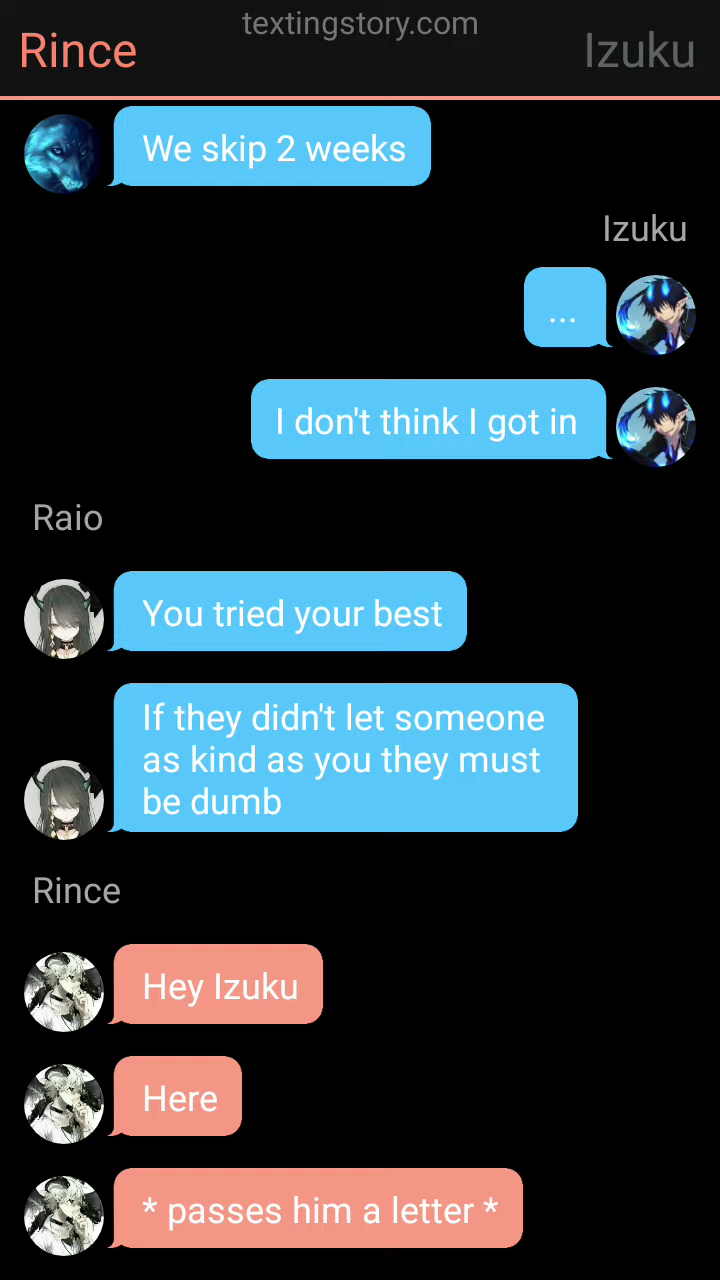 textingstory.com
Rince
Izuku
We skip 2 weeks
Izuku
...
I don't think I got in
Raio
You tried your best
If they didn't let someone
as kind as you they must
be dumb
Rince
Hey Izuku
Here
* passes him a letter *